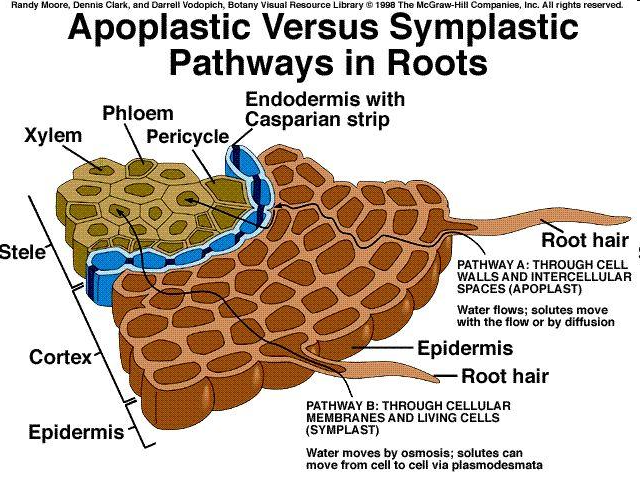 Randy Moore, Dennis Clark, and Darrell Vodopich, Botany Visual Resource Library © 1998 The McGraw-Hill Companies, Inc. All rights reserved.
Apoplastic Versus Symplastic
Pathways in Roots
Endodermis with
Casparian strip
Phloem
Xylem
Pericycle
Stele
Root hair
PATHWAY A: THROUGH CELL
WALLS AND INTERCELLULAR
SPACES (APOPLAST)
Water flows; solutes move
with the flow or by diffusion
Cortex
Epidermis
Root hair
Epidermis
PATHWAY B: THROUGH CELLULAR
MEMBRANES AND LIVING CELLS
(SYMPLAST)
Water moves by osmosis; solutes can
move from cell to cell via plasmodesmata